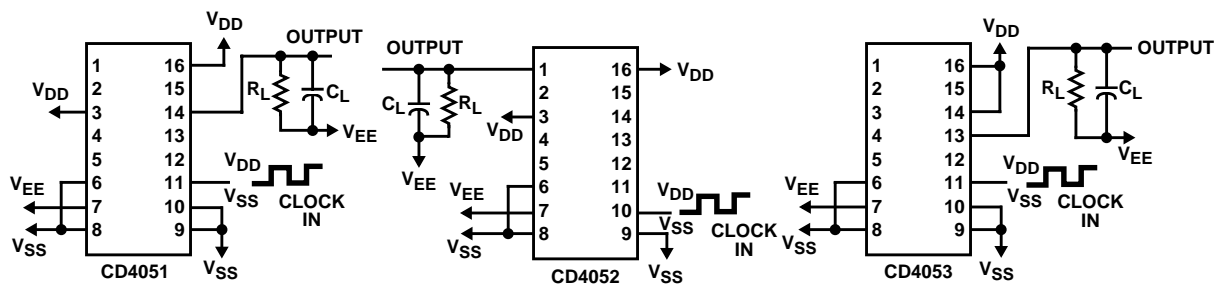 VDD
OUTPUT
1 16
2 15
VDD
3 14
4 13
5 12
6 11
7 10
8 9
RL
CL
VEE
VDD
VSS
CLOCK
IN
VEE
VSS
VSS
CD4051
OUTPUT
1 16
2 15
3 14
4 13
5 12
6 11
7 10
8 9
VDD
CL
RL
VDD
VEE
VEE
VDD
VSS
CLOCK
IN
VSS
VSS
CD4052
VDD
OUTPUT
1 16
2 15
3 14
4 13
5 12
6 11
7 10
8 9
RL
CL
VEE
VDD
VSS
CLOCK
IN
VEE
VSS
VSS
CD4053